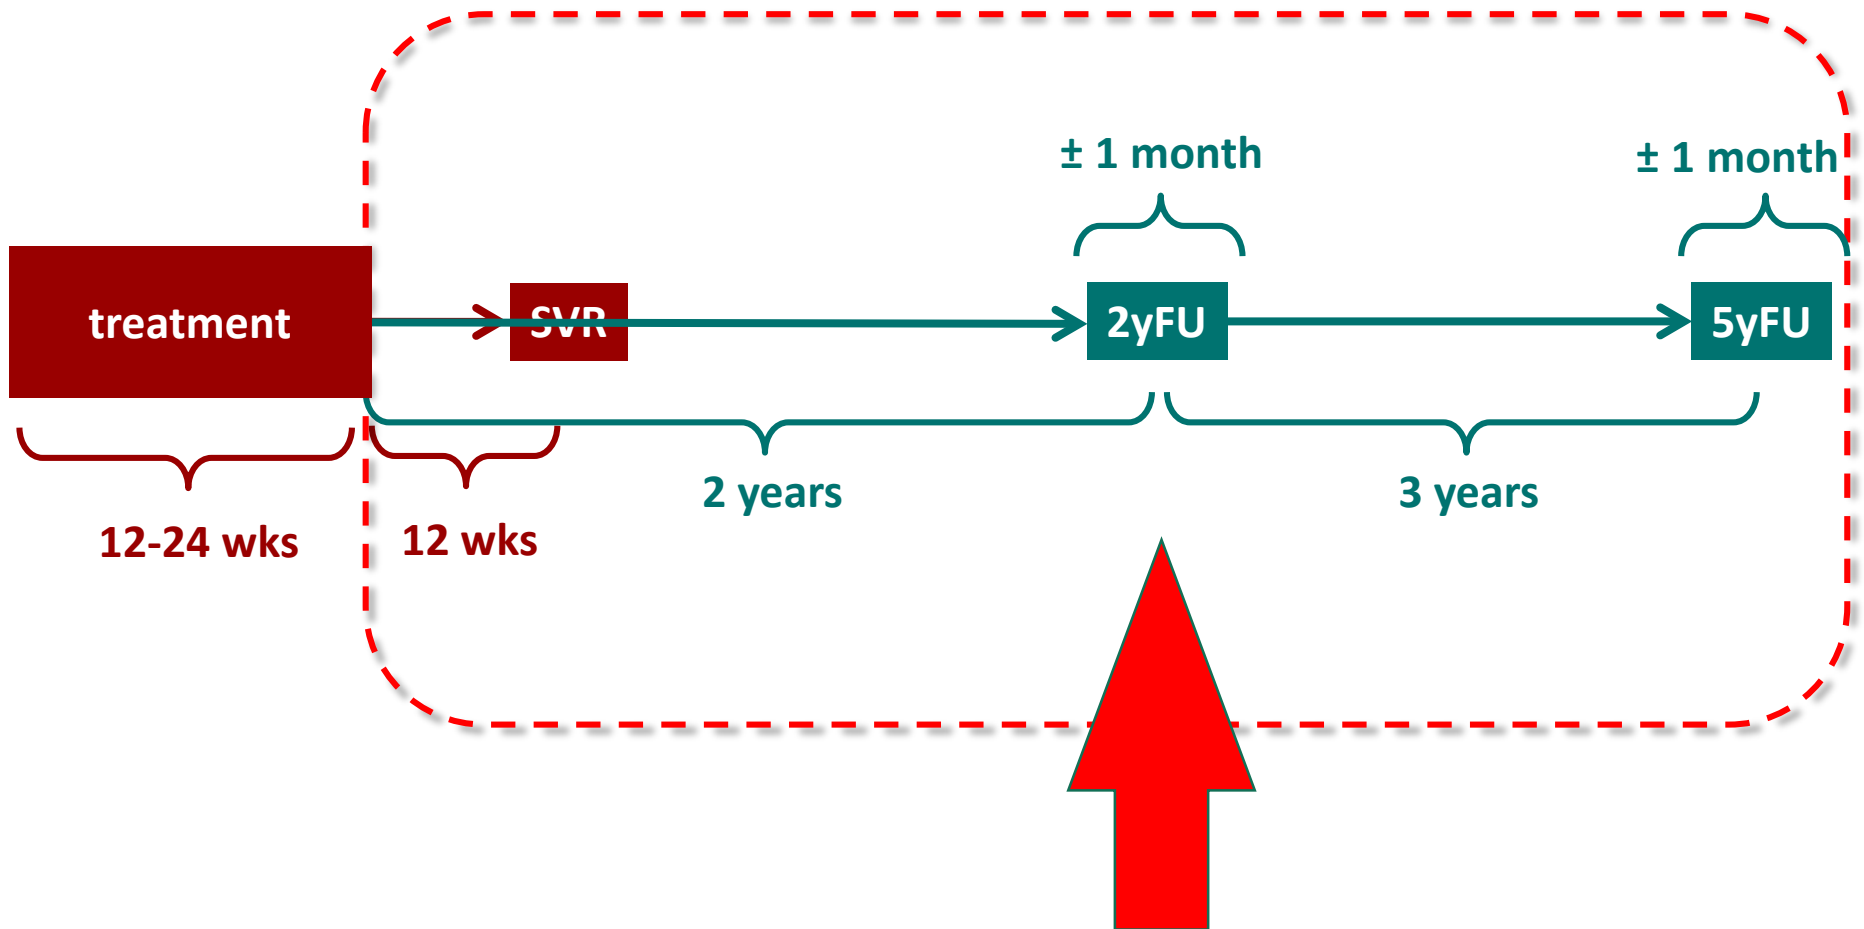 ± 1 month
± 1 month
treatment
SVR
2yFU
5yFU
2 years
3 years
12-24 wks
12 wks